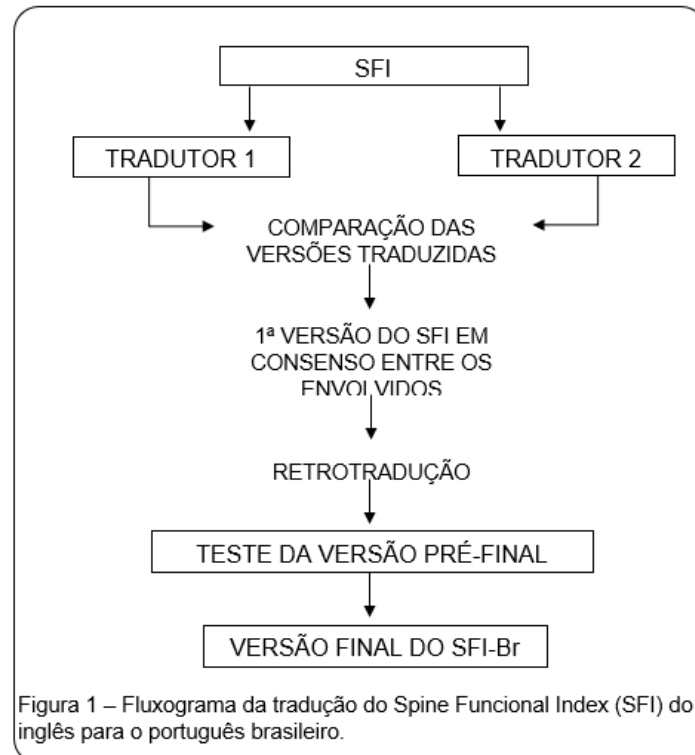 SFI
TRADUTOR 1
TRADUTOR 2
COMPARAÇÃO DAS
VERSÕES TRADUZIDAS
1ª VERSÃO DO SFI EM
CONSENSO ENTRE OS
ENVOLVIDOS
RETROTRADUÇÃO
TESTE DA VERSÃO PRÉ-FINAL
VERSÃO FINAL DO SFI-Br
Figura 1 – Fluxograma da tradução do Spine Funcional Index (SFI) do
inglês para o português brasileiro.